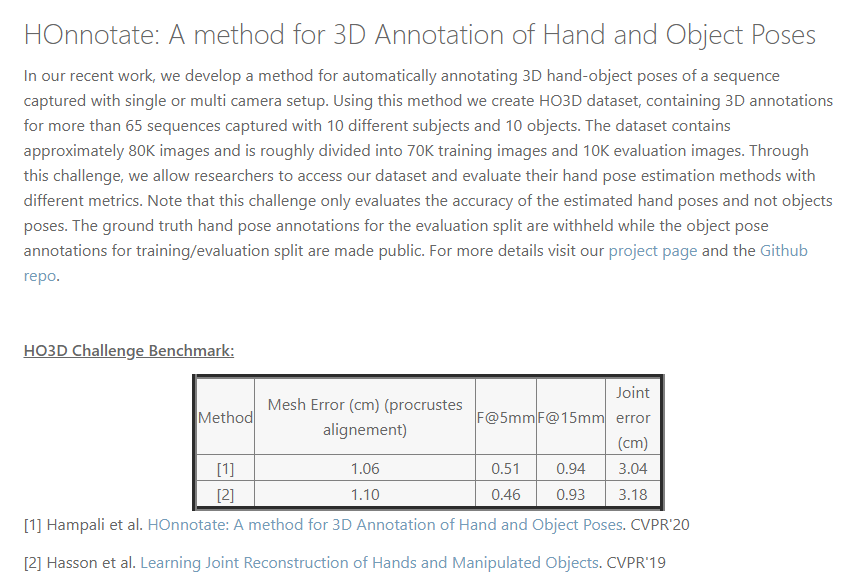 HOnnotate: A method for 3D Annotation of Hand and Object Poses
In our recent work, we develop a method for automatically annotating 3D hand-object poses of a sequence
captured with single or multi camera setup. Using this method we create HO3D dataset, containing 3D annotations
for more than 65 sequences captured with 10 different subjects and 10 objects. The dataset contains
approximately 80K images and is roughly divided into 70K training images and 10K evaluation images. Through
this challenge, we allow researchers to access our dataset and evaluate their hand pose estimation methods with
different metrics. Note that this challenge only evaluates the accuracy of the estimated hand poses and not objects
poses. The ground truth hand pose annotations for the evaluation split are withheld while the object pose
annotations for training/evaluation split are made public. For more details visit our project page and the Github
repo.
HO3D Challenge Benchmark:
Method Mesh Error (cm) (procrustes alignement) F@5mm F@15mm Joint error (cm)
[1] 1.06 0.51 0.94 3.04
[2] 1.10 0.46 0.93 3.18
[1] Hampali et al. HOnnotate: A method for 3D Annotation of Hand and Object Poses. CVPR'20
[2] Hasson et al. Learning Joint Reconstruction of Hands and Manipulated Objects. CVPR'19